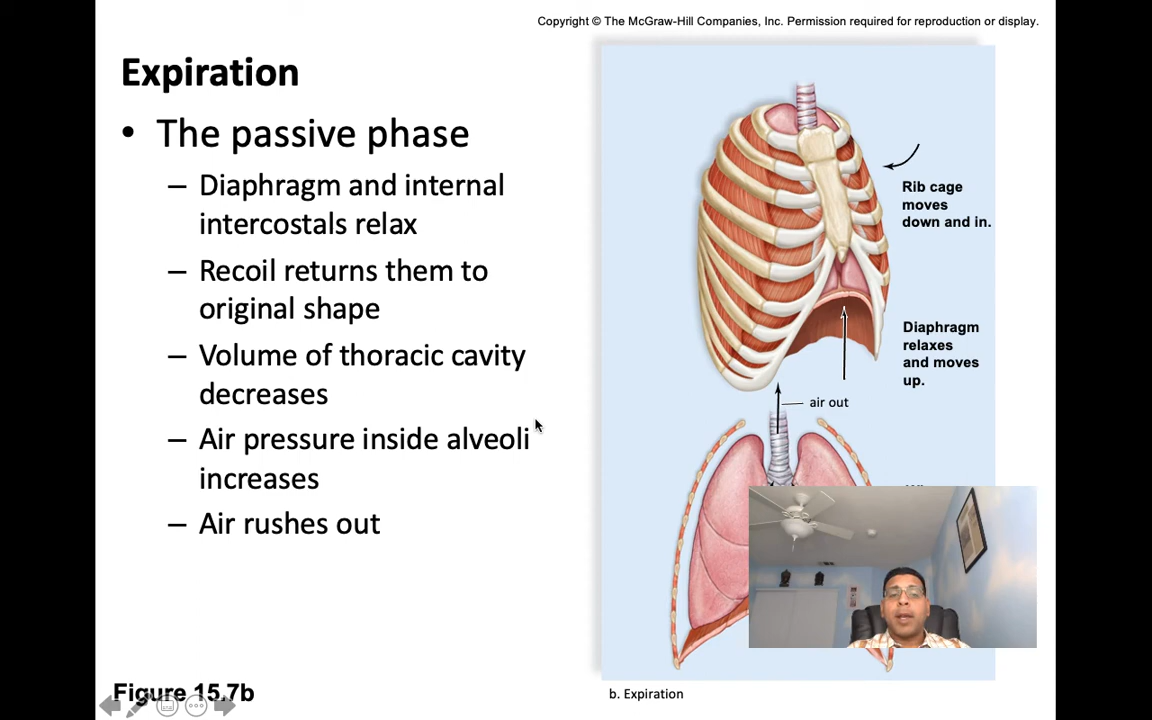 Copyright © The McGraw-Hill Companies, Inc. Permission required for reproduction or display.
Expiration
• The passive phase
– Diaphragm and internal
intercostals relax
– Recoil returns them to
original shape
– Volume of thoracic cavity
decreases
– Air pressure inside alveoli
increases
– Air rushes out
Rib cage
moves
down and in.
Diaphragm
relaxes
and moves
up.
air out
Figure 15.7b
b. Expiration